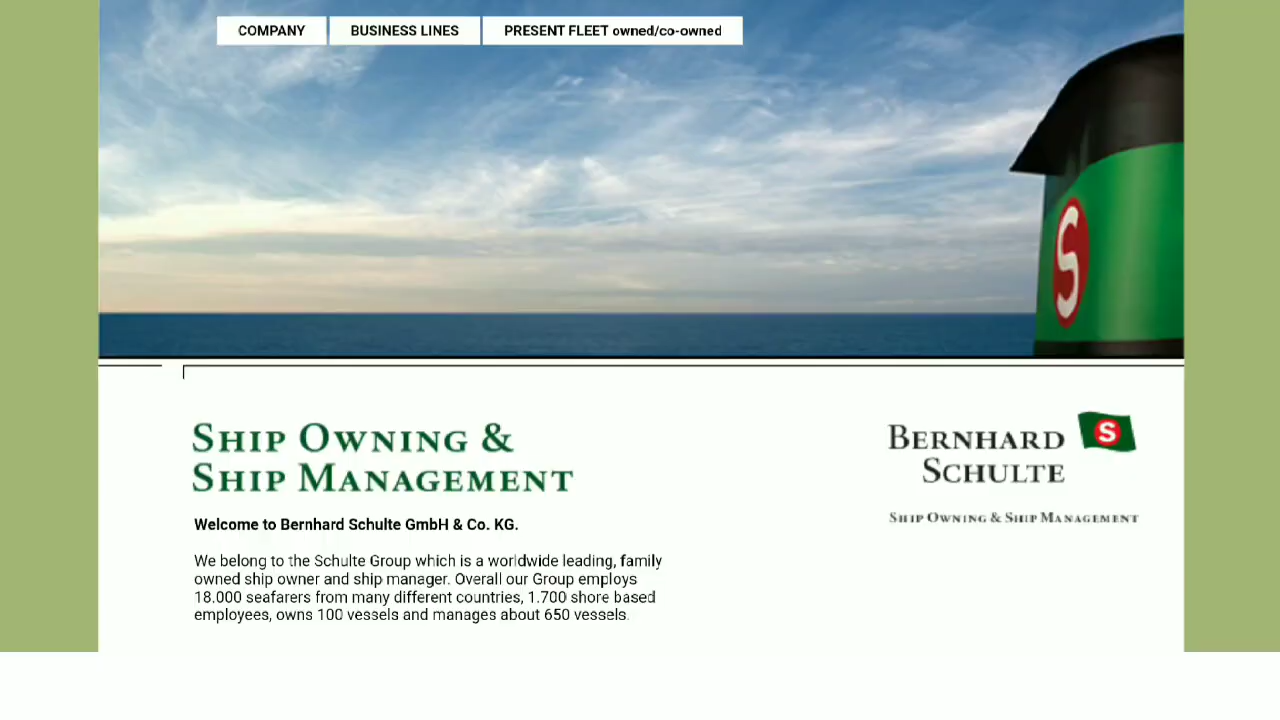 COMPANY
BUSINESS LINES
PRESENT FLEET owned/co-owned
S
SHIP OWNING &
SHIP MANAGEMENT
BERNHARD
SCHULTE
S
SHIP OWNING & SHIP MANAGEMENT
Welcome to Bernhard Schulte GmbH & Co. KG.
We belong to the Schulte Group which is a worldwide leading, family
owned ship owner and ship manager. Overall our Group employs
18.000 seafarers from many different countries, 1.700 shore based
employees, owns 100 vessels and manages about 650 vessels.